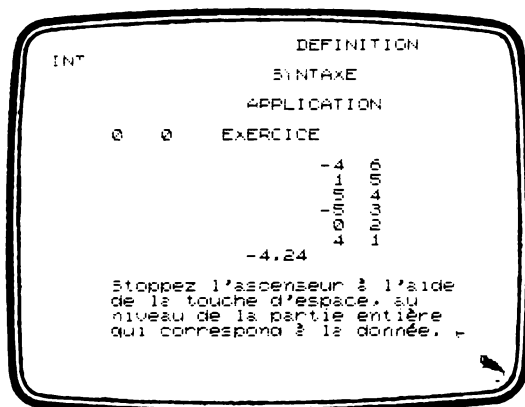 DEFINITION
INT
SYNTAXE
APPLICATION
0 0 EXERCICE
-4 6
1 5
5 4
-5 3
0 2
4 1
-4.24
Stoppez l'ascenseur à l'aide
de la touche d'espace, au
niveau de la partie entière
qui correspond à la donnée.